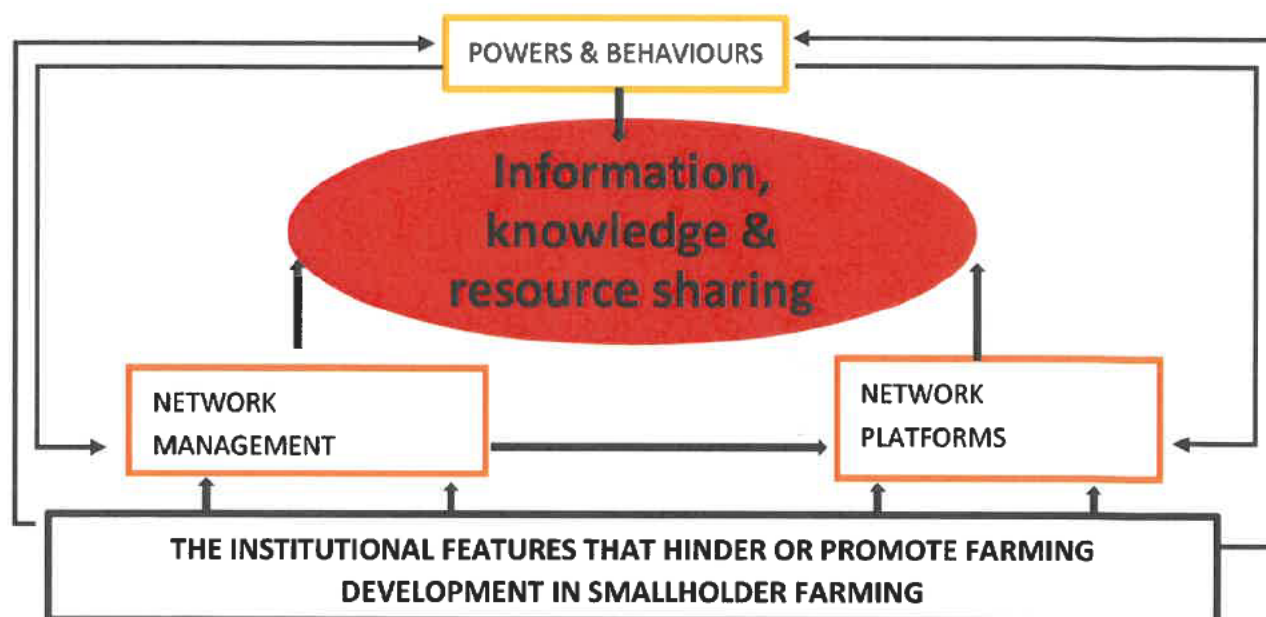 POWERS & BEHAVIOURS
Information,
knowledge &
resource sharing
NETWORK
MANAGEMENT
NETWORK
PLATFORMS
THE INSTITUTIONAL FEATURES THAT HINDER OR PROMOTE FARMING
DEVELOPMENT IN SMALLHOLDER FARMING